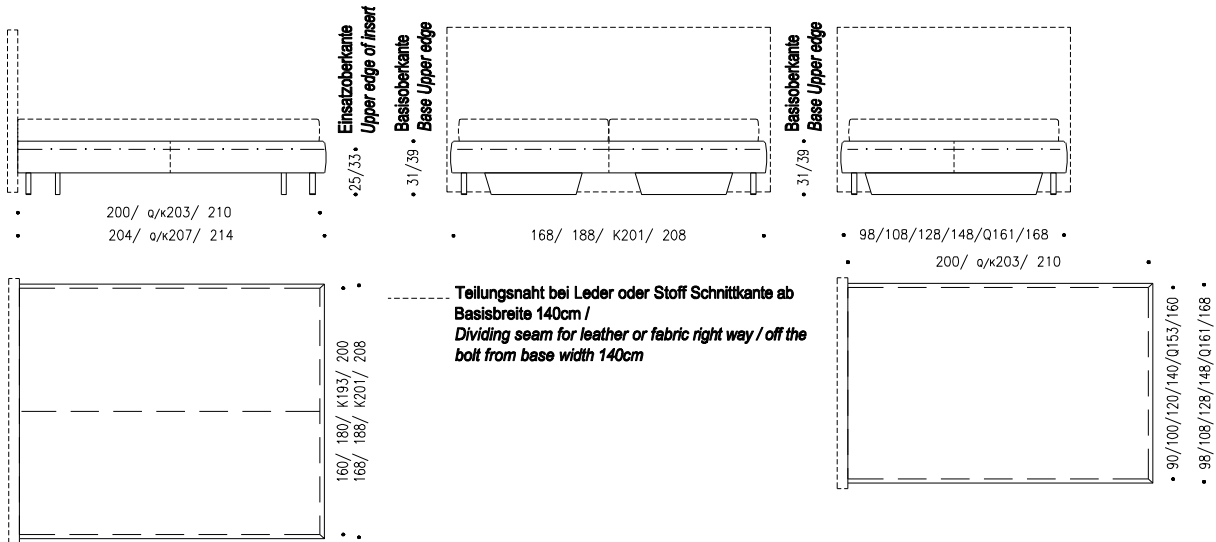 Einsatzoberkante
Upper edge of insert
25/33
Basisoberkante
Base Upper edge
31/39
Basisoberkante
Base Upper edge
31/39
200/ Q/K203/ 210
204/ Q/K207/ 214
168/ 188/ K201/ 208
98/108/128/148/Q161/168
200/ Q/K203/ 210
Teilungsnaht bei Leder oder Stoff Schnittkante ab
Basisbreite 140cm /
Dividing seam for leather or fabric right way / off the
bolt from base width 140cm
160/ 180/ K193/ 200
168/ 188/ K201/ 208
90/100/120/140/Q153/160
98/108/128/148/Q161/168